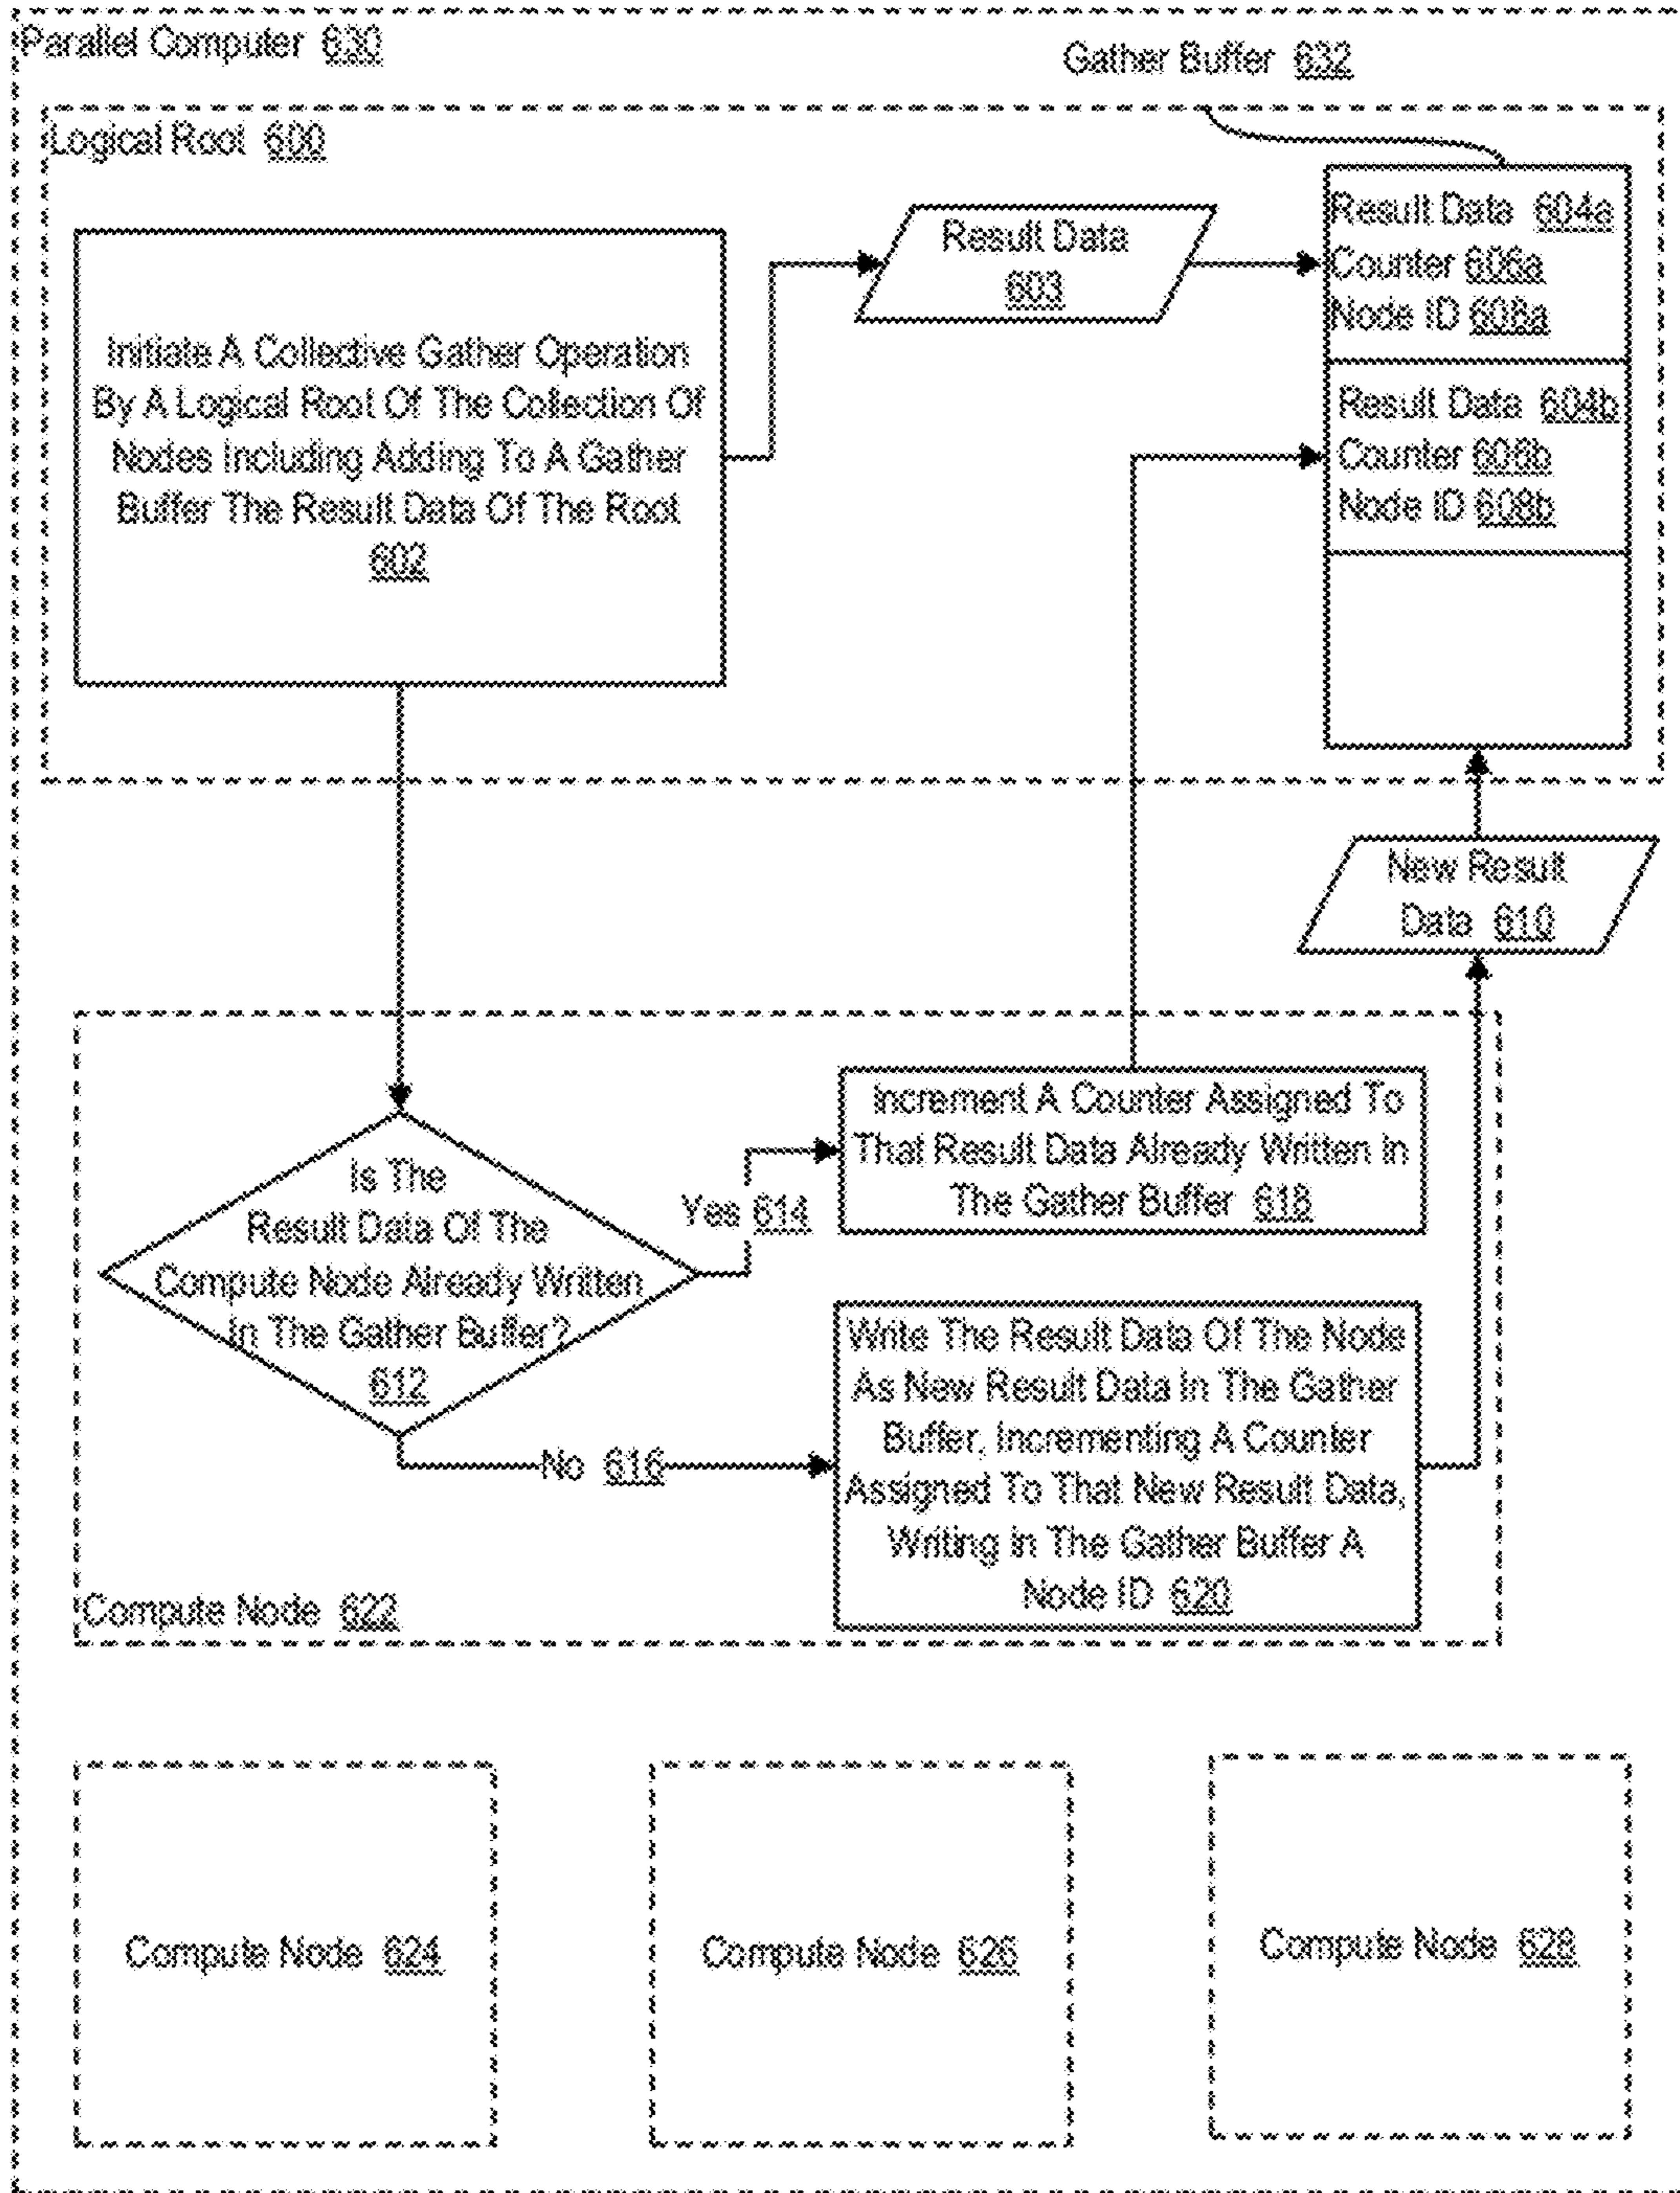 Parallel Computer 630
Gather Buffer 632
Logical Root 600
Initiate A Collective Gather Operation
By A Logical Root Of The Collection Of
Nodes Including Adding To A Gather
Buffer The Result Data Of The Root
602
Result Data
603
Result Data 604a
Counter 606a
Node ID 608a
Result Data 604b
Counter 606b
Node ID 608b
New Result
Data 610
Is The
Result Data Of The
Compute Node Already Written
In The Gather Buffer?
612
Yes 614
Increment A Counter Assigned To
That Result Data Already Written In
The Gather Buffer 618
No 616
Write The Result Data Of The Node
As New Result Data In The Gather
Buffer, Incrementing A Counter
Assigned To That New Result Data,
Writing In The Gather Buffer A
Node ID 620
Compute Node 622
Compute Node 624
Compute Node 626
Compute Node 628